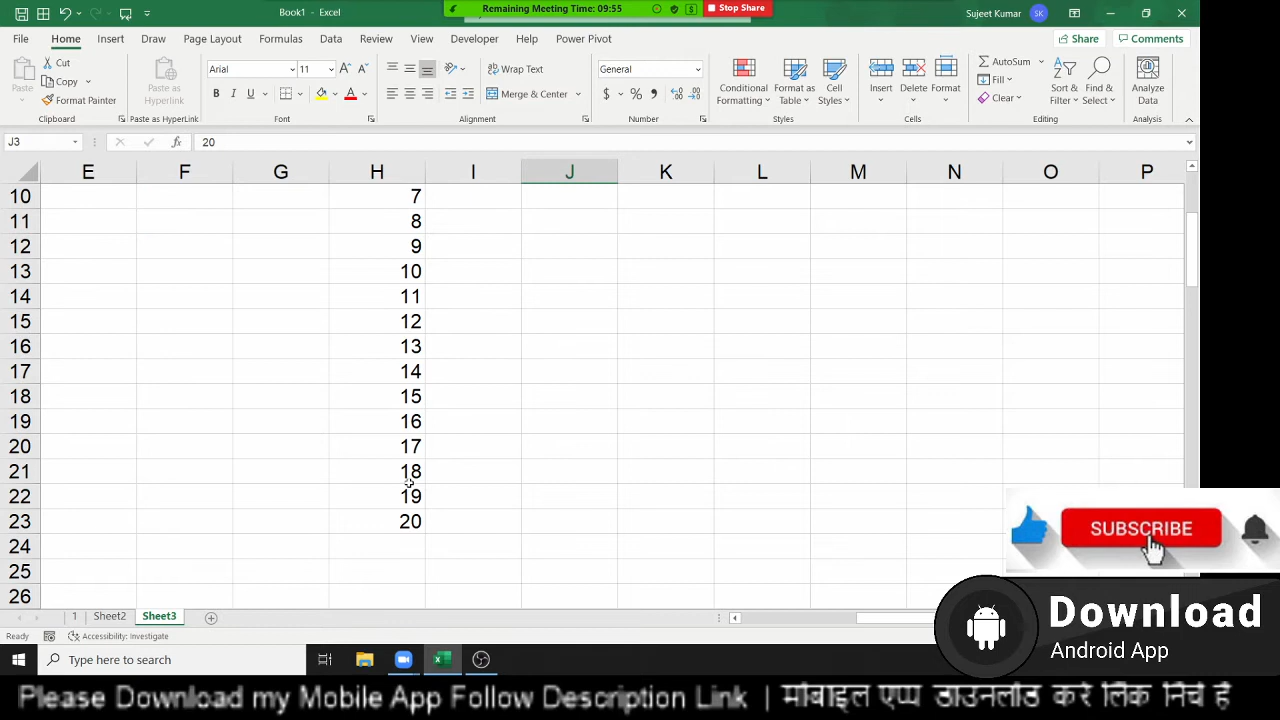 Book1 - Excel
Remaining Meeting Time: 09:55
Stop Share
Sujeet Kumar
SK
File Home Insert Draw Page Layout Formulas Data Review View Developer Help Power Pivot
Share
Comments
Paste
Cut
Copy
Format Painter
Clipboard
Paste as Hyperlink
Paste as HyperLink
Arial
11
B I U
Font
Wrap Text
Merge & Center
Alignment
General
$ % ,
Number
Conditional Formatting
Format as Table
Cell Styles
Styles
Insert
Delete
Format
Cells
AutoSum
Fill
Clear
Sort & Filter
Find & Select
Editing
Analyze Data
Analysis
J3
fx
20
E F G H I J K L M N O P
10 7
11 8
12 9
13 10
14 11
15 12
16 13
17 14
18 15
19 16
20 17
21 18
22 19
23 20
24
25
26
SUBSCRIBE
1 Sheet2 Sheet3
Download
Android App
Ready
Accessibility: Investigate
Type here to search
Please Download my Mobile App Follow Description Link | मोबाइल एप्प डाउनलोड करे लिंक निचे है